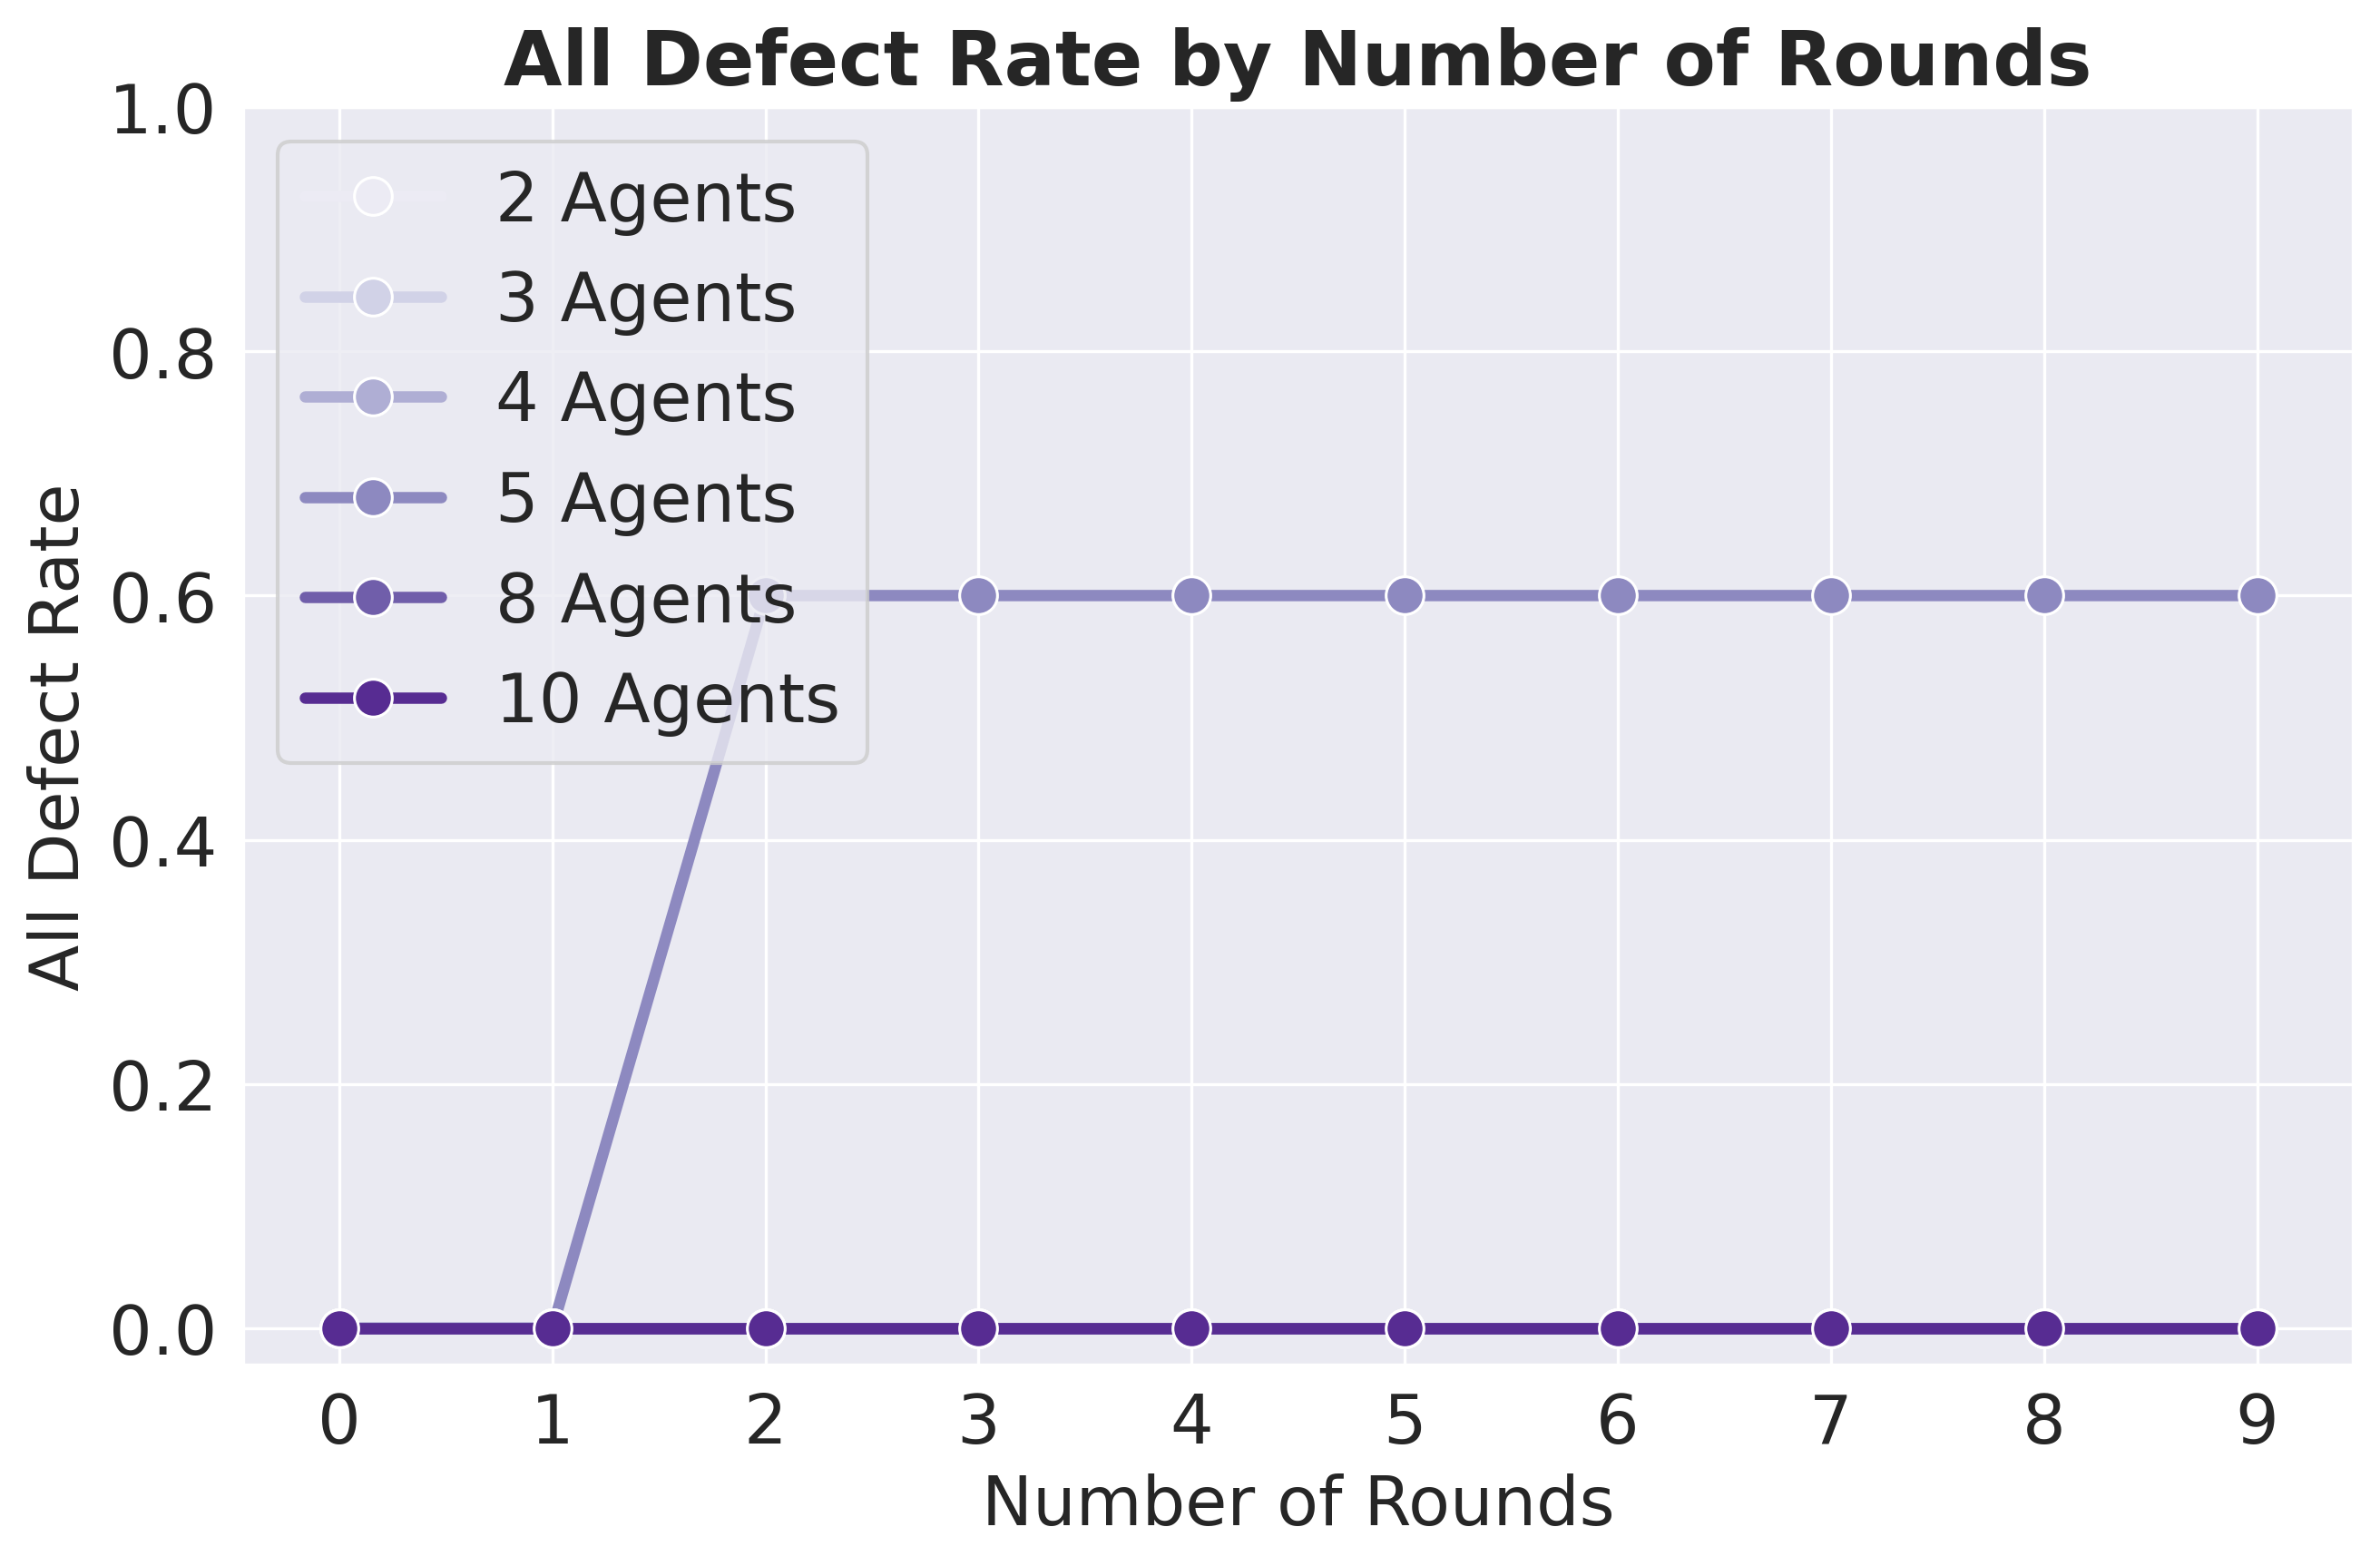 All Defect Rate by Number of Rounds
1.0
0.8
0.6
0.4
0.2
0.0
All Defect Rate
2 Agents
3 Agents
4 Agents
5 Agents
8 Agents
10 Agents
0 1 2 3 4 5 6 7 8 9
Number of Rounds